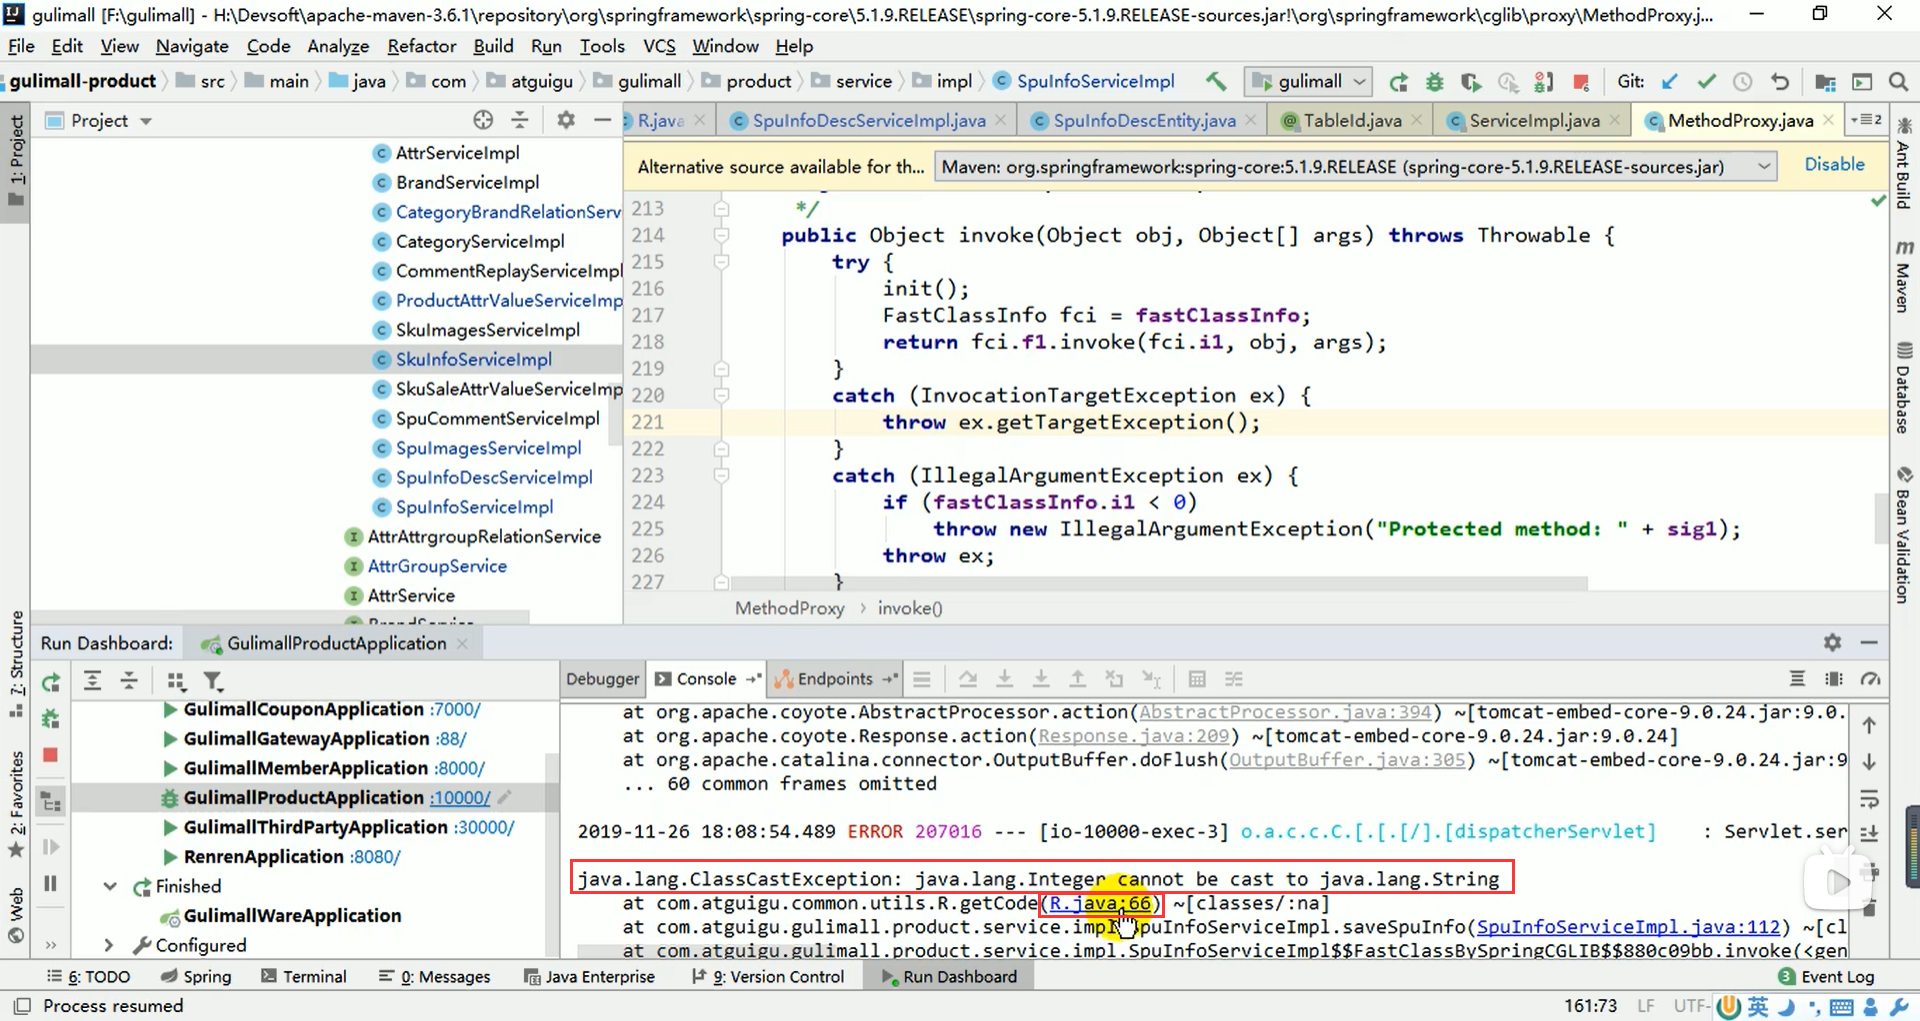 gulimall [F:\gulimall] - H:\Devsoft\apache-maven-3.6.1\repository\org\springframework\spring-core\5.1.9.RELEASE\spring-core-5.1.9.RELEASE-sources.jar!\org\springframework\cglib\proxy\MethodProxy.j...
File Edit View Navigate Code Analyze Refactor Build Run Tools VCS Window Help
gulimall-product src main java com atguigu gulimall product service impl SpuInfoServiceImpl gulimall Git:
1: Project
Project
R.java SpuInfoDescServiceImpl.java SpuInfoDescEntity.java TableId.java ServiceImpl.java MethodProxy.java 2
Alternative source available for th... Maven: org.springframework:spring-core:5.1.9.RELEASE (spring-core-5.1.9.RELEASE-sources.jar) Disable
AttrServiceImpl
BrandServiceImpl
CategoryBrandRelationServ
CategoryServiceImpl
CommentReplayServiceImpl
ProductAttrValueServiceImp
SkuImagesServiceImpl
SkuInfoServiceImpl
SkuSaleAttrValueServiceImp
SpuCommentServiceImpl
SpuImagesServiceImpl
SpuInfoDescServiceImpl
SpuInfoServiceImpl
AttrAttrgroupRelationService
AttrGroupService
AttrService
BrandService
213 */
214 public Object invoke(Object obj, Object[] args) throws Throwable {
215 try {
216 init();
217 FastClassInfo fci = fastClassInfo;
218 return fci.f1.invoke(fci.i1, obj, args);
219 }
220 catch (InvocationTargetException ex) {
221 throw ex.getTargetException();
222 }
223 catch (IllegalArgumentException ex) {
224 if (fastClassInfo.i1 < 0)
225 throw new IllegalArgumentException("Protected method: " + sig1);
226 throw ex;
227 }
MethodProxy › invoke()
Ant Build
Maven
Database
Bean Validation
7: Structure
2: Favorites
Web
Run Dashboard: GulimallProductApplication
Debugger Console Endpoints
GulimallCouponApplication :7000/
GulimallGatewayApplication :88/
GulimallMemberApplication :8000/
GulimallProductApplication :10000/
GulimallThirdPartyApplication :30000/
RenrenApplication :8080/
Finished
GulimallWareApplication
Configured
at org.apache.coyote.AbstractProcessor.action(AbstractProcessor.java:394) ~[tomcat-embed-core-9.0.24.jar:9.0.
at org.apache.coyote.Response.action(Response.java:209) ~[tomcat-embed-core-9.0.24.jar:9.0.24]
at org.apache.catalina.connector.OutputBuffer.doFlush(OutputBuffer.java:305) ~[tomcat-embed-core-9.0.24.jar:9
... 60 common frames omitted
2019-11-26 18:08:54.489 ERROR 207016 --- [io-10000-exec-3] o.a.c.c.C.[.[.[/].[dispatcherServlet] : Servlet.ser
java.lang.ClassCastException: java.lang.Integer cannot be cast to java.lang.String
at com.atguigu.common.utils.R.getCode(R.java:66) ~[classes/:na]
at com.atguigu.gulimall.product.service.impl.SpuInfoServiceImpl.saveSpuInfo(SpuInfoServiceImpl.java:112) ~[cl
at com.atguigu.gulimall.product.service.impl.SpuInfoServiceImpl$$FastClassBySpringCGLIB$$880c09bb.invoke(<gen
6: TODO Spring Terminal 0: Messages Java Enterprise 9: Version Control Run Dashboard 3 Event Log
Process resumed 161:73 LF UTF- 英